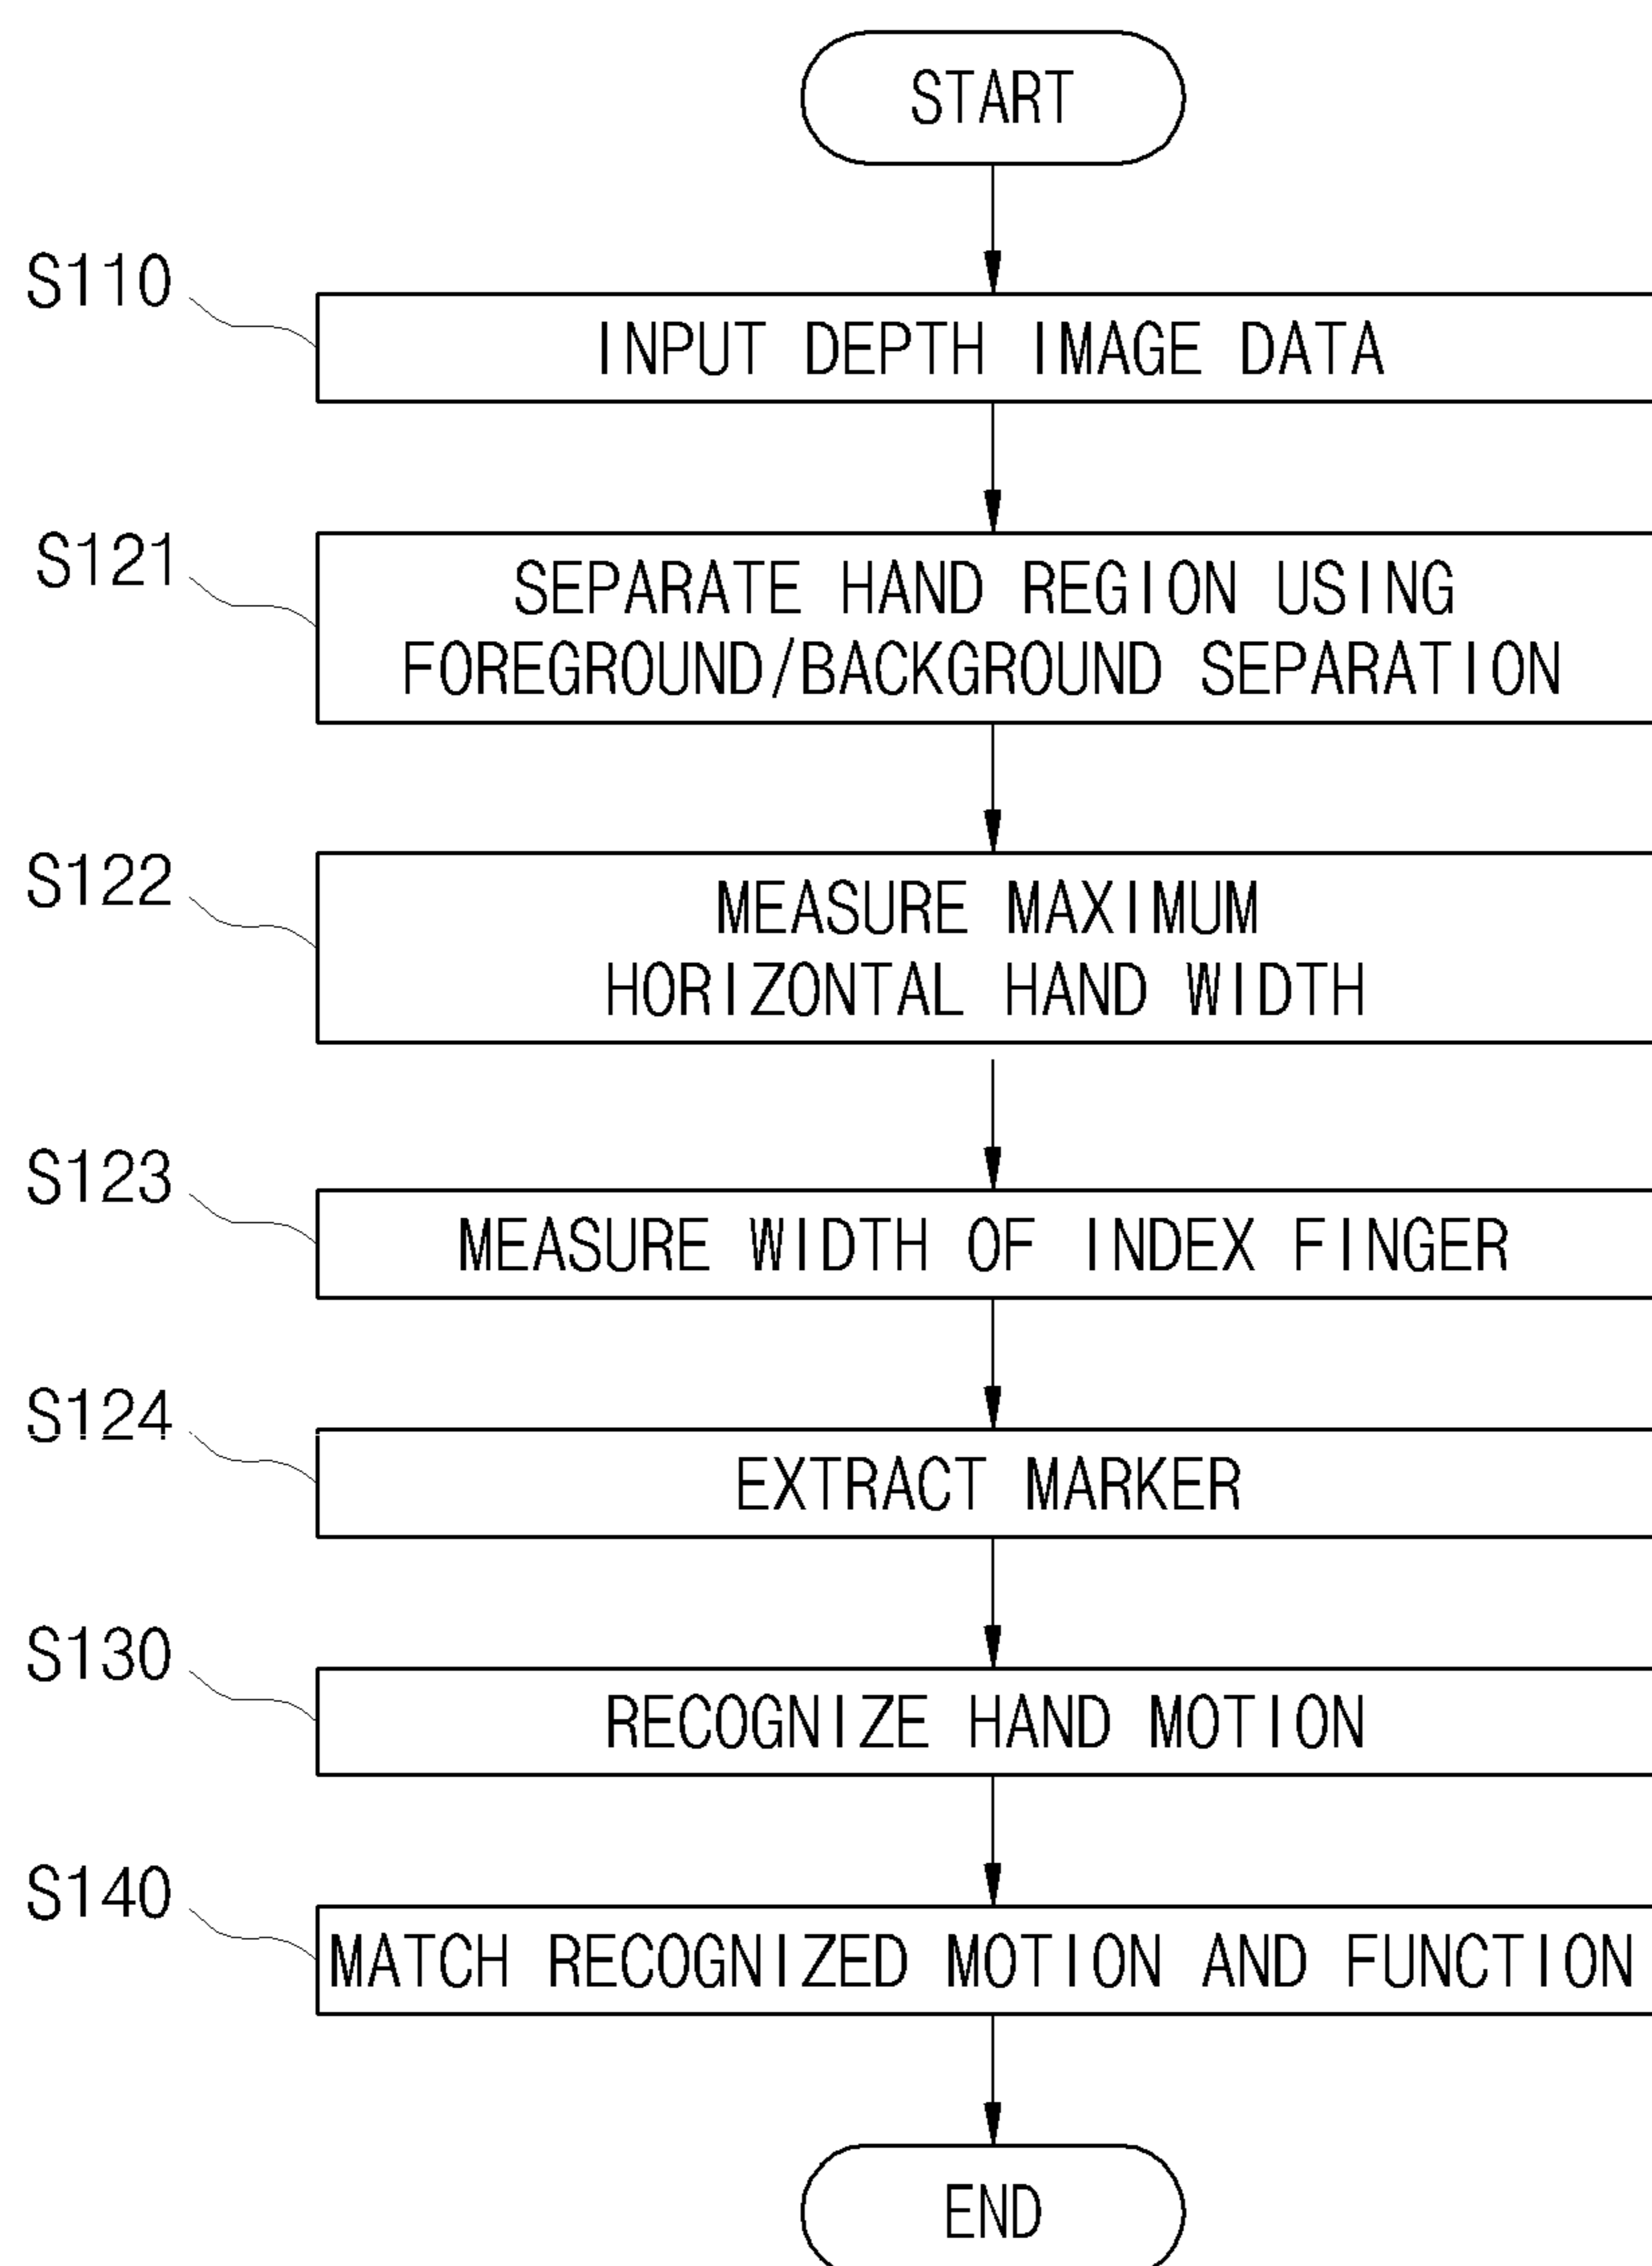 START
S110
INPUT DEPTH IMAGE DATA
S121
SEPARATE HAND REGION USING
FOREGROUND/BACKGROUND SEPARATION
S122
MEASURE MAXIMUM
HORIZONTAL HAND WIDTH
S123
MEASURE WIDTH OF INDEX FINGER
S124
EXTRACT MARKER
S130
RECOGNIZE HAND MOTION
S140
MATCH RECOGNIZED MOTION AND FUNCTION
END